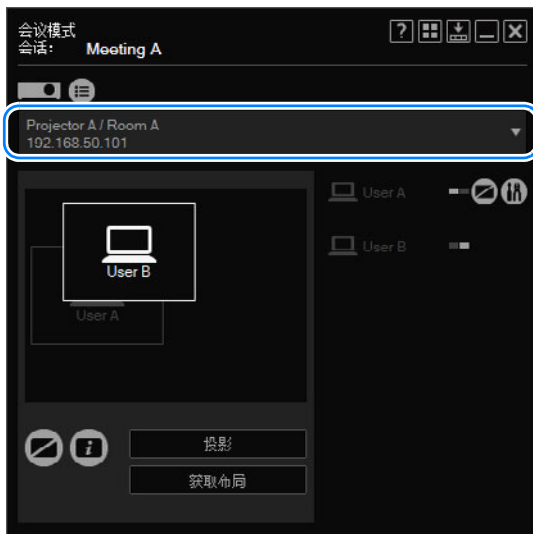 会议模式
会话: Meeting A
?
Projector A / Room A
192.168.50.101
User A
User B
User B
User A
i
投影
获取布局